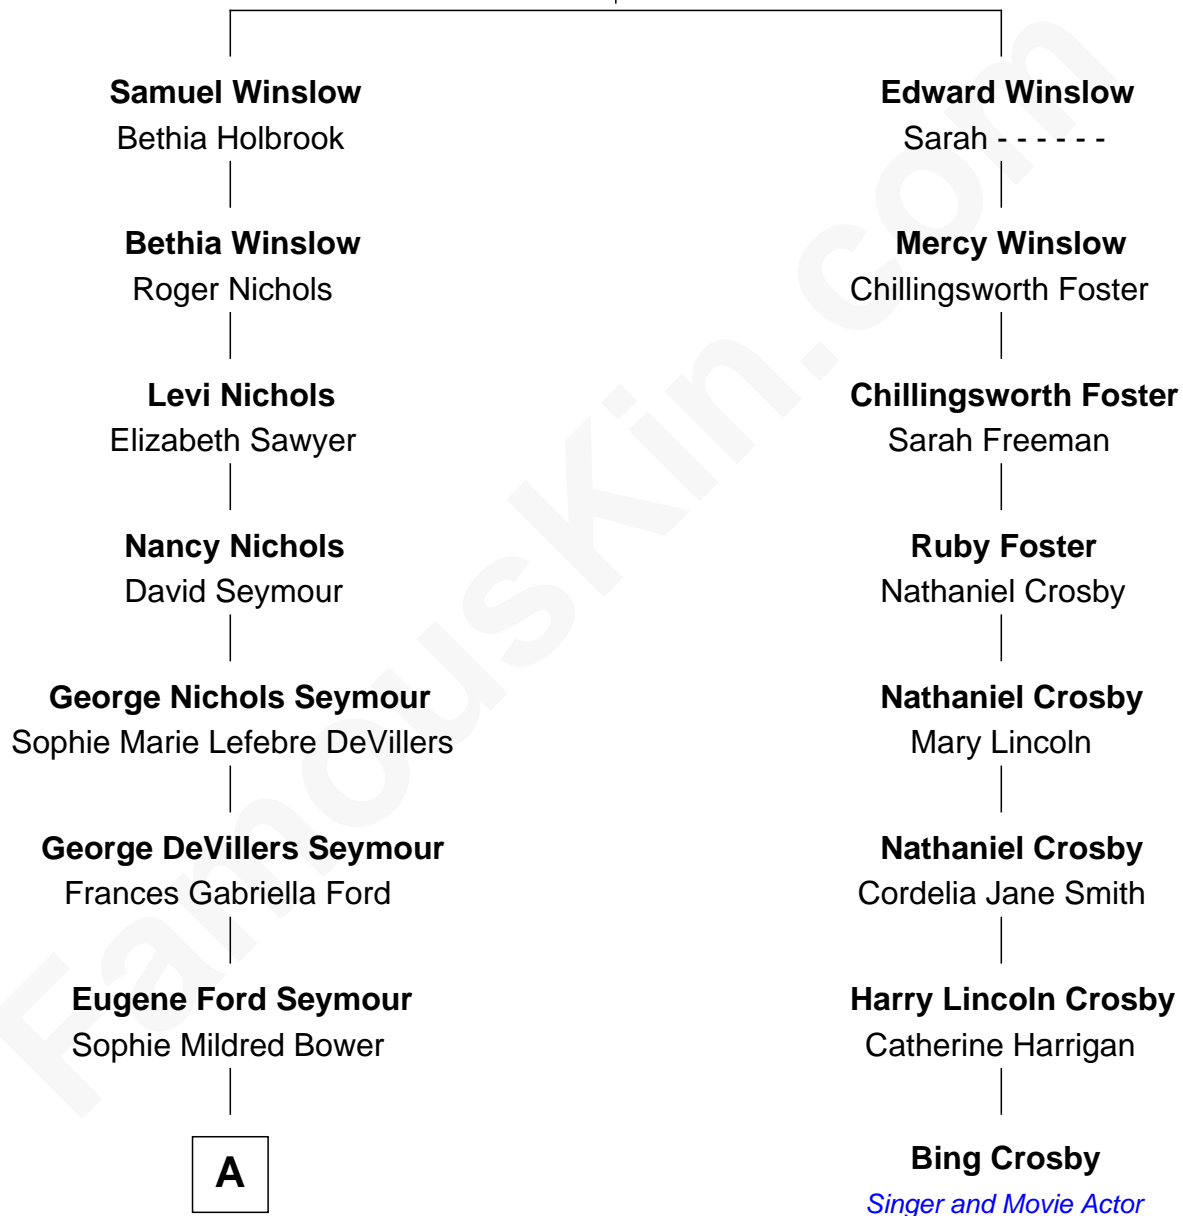 Samuel Winslow
Bethia Holbrook
Bethia Winslow
Roger Nichols
Levi Nichols
Elizabeth Sawyer
Nancy Nichols
David Seymour
George Nichols Seymour
Sophie Marie Lefebre DeVillers
George DeVillers Seymour
Frances Gabriella Ford
Eugene Ford Seymour
Sophie Mildred Bower
A
Edward Winslow
Sarah - - - - - -
Mercy Winslow
Chillingsworth Foster
Chillingsworth Foster
Sarah Freeman
Ruby Foster
Nathaniel Crosby
Nathaniel Crosby
Mary Lincoln
Nathaniel Crosby
Cordelia Jane Smith
Harry Lincoln Crosby
Catherine Harrigan
Bing Crosby
Singer and Movie Actor
FamousKin.com